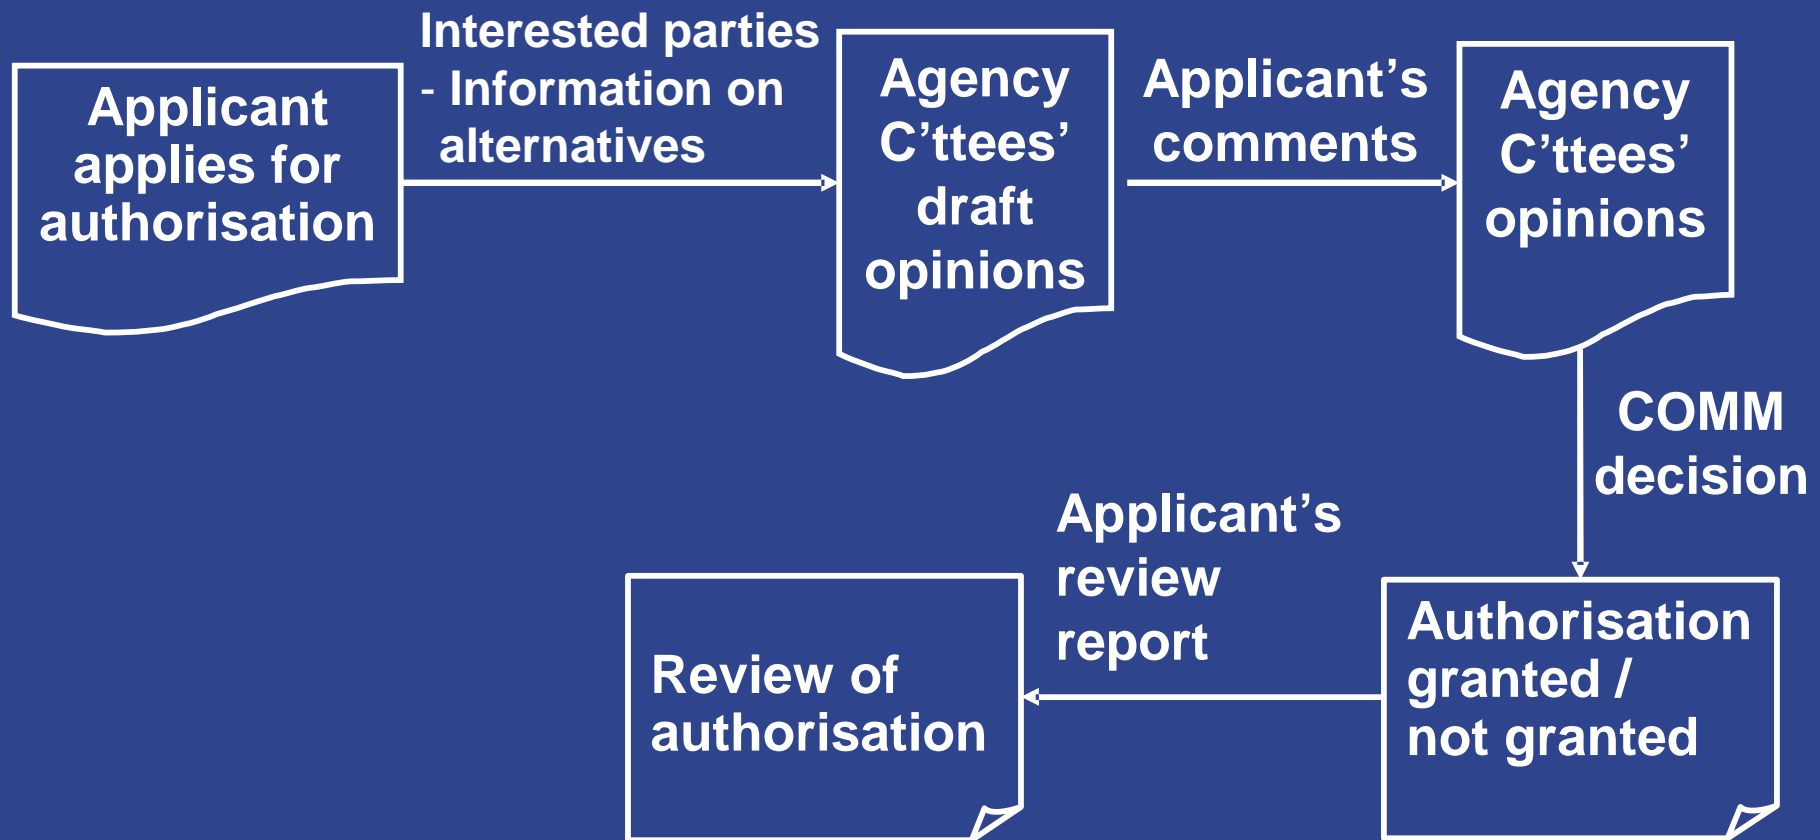 Applicant
applies for
authorisation
Interested parties
- Information on
alternatives
Agency
C’ttees’
draft
opinions
Applicant’s
comments
Agency
C’ttees’
opinions
COMM
decision
Authorisation
granted /
not granted
Applicant’s
review
report
Review of
authorisation